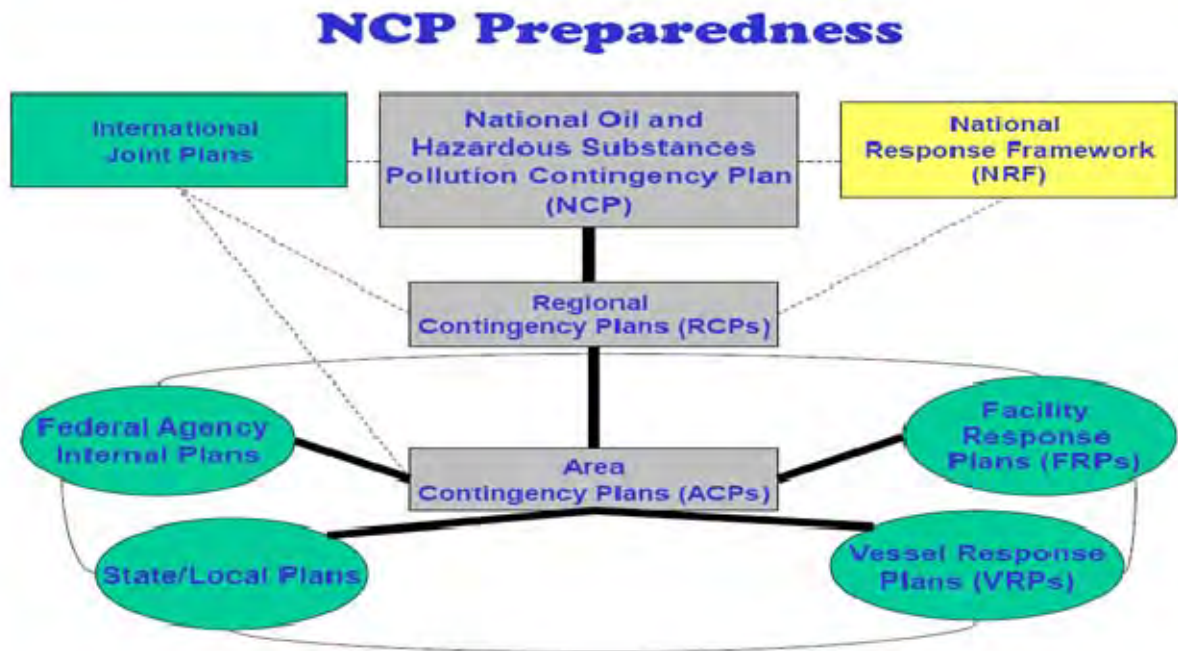 NCP Preparedness
International
Joint Plans
National Oil and
Hazardous Substances
Pollution Contingency Plan
(NCP)
National
Response Framework
(NRF)
Regional
Contingency Plans (RCPs)
Federal Agency
Internal Plans
Facility
Response
Plans (FRPs)
Area
Contingency Plans (ACPs)
State/Local Plans
Vessel Response
Plans (VRPs)